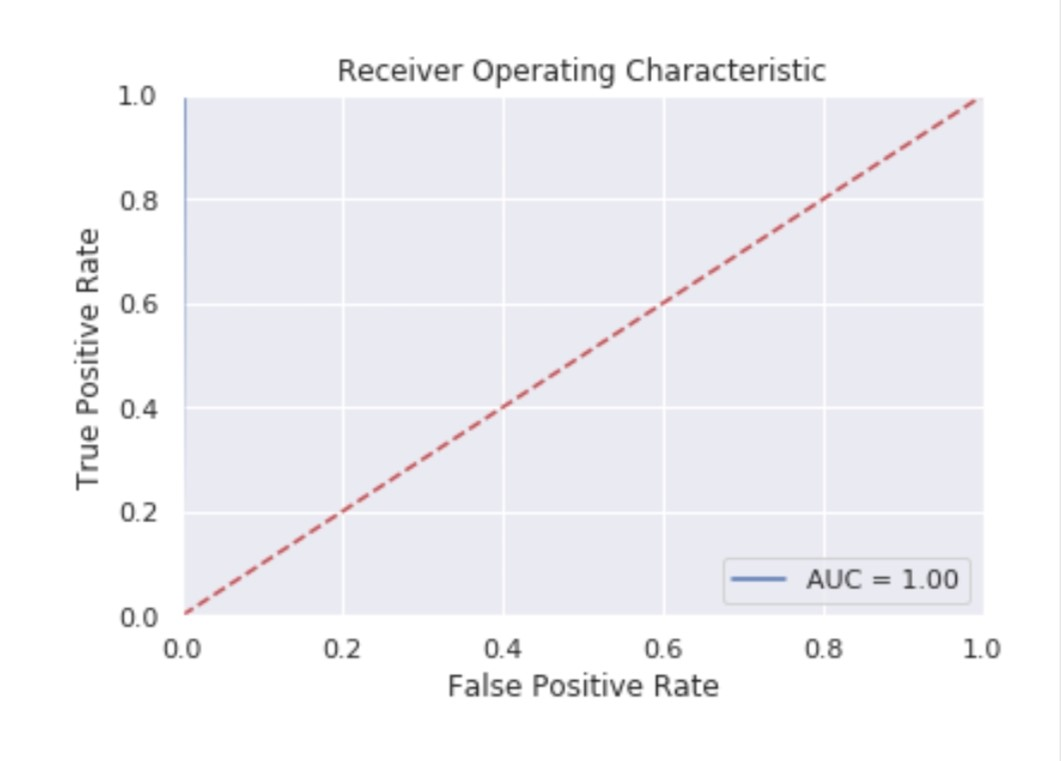 Receiver Operating Characteristic
1.0
0.8
0.6
0.4
0.2
0.0
True Positive Rate
AUC = 1.00
0.0 0.2 0.4 0.6 0.8 1.0
False Positive Rate